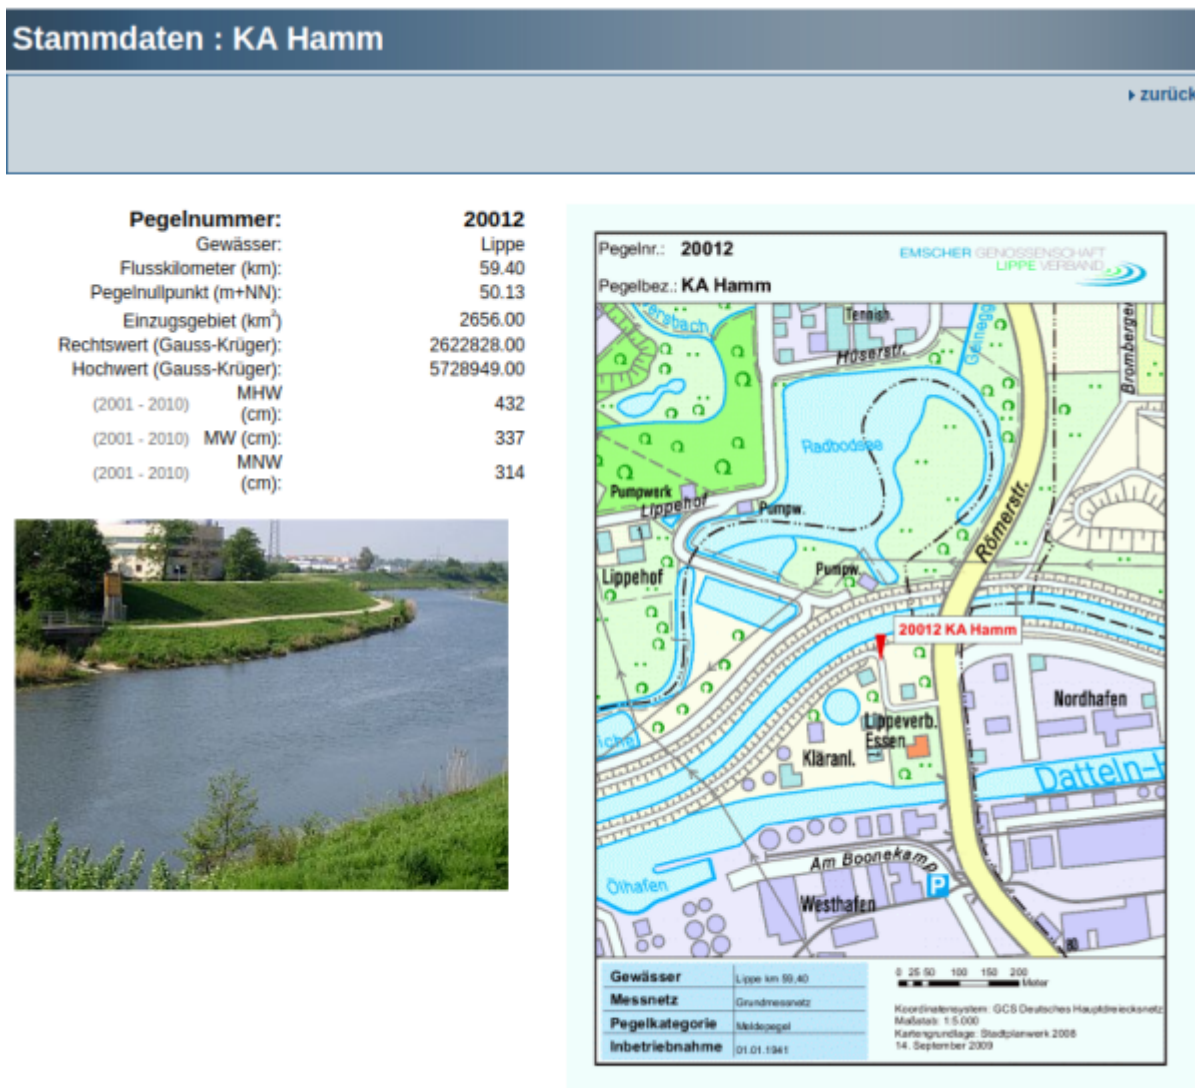 Stammdaten : KA Hamm
zurück
Pegelnummer: 20012
Gewässer: Lippe
Flusskilometer (km): 59.40
Pegelnullpunkt (m+NN): 50.13
Einzugsgebiet (km²) 2656.00
Rechtswert (Gauss-Krüger): 2622828.00
Hochwert (Gauss-Krüger): 5728949.00
(2001 - 2010) MHW (cm): 432
(2001 - 2010) MW (cm): 337
(2001 - 2010) MNW (cm): 314
Pegelnr.: 20012
EMSCHER GENOSSENSCHAFT
LIPPE VERBAND
Pegelbez.: KA Hamm
ersbach
Tennish.
Höserstr.
Geinegg
Bromberger
Radbodsee
Pumpwerk
Lippehof
Pumpw.
Römerstr.
Lippehof
Pumpw.
20012 KA Hamm
Nordhafen
Lippeverb.
Essen
Kläranl.
Datteln-H
Am Boonekamp
P
Ölhafen
Westhafen
80
Gewässer Lippe km 59,40
Messnetz Grundmessnetz
Pegelkategorie Meldepegel
Inbetriebnahme 01.01.1941
0 25 50 100 150 200
Meter
Koordinatensystem: GCS Deutsches Hauptdreiecksnetz
Maßstab: 1:5.000
Kartengrundlage: Stadtplanwerk 2008
14. September 2009